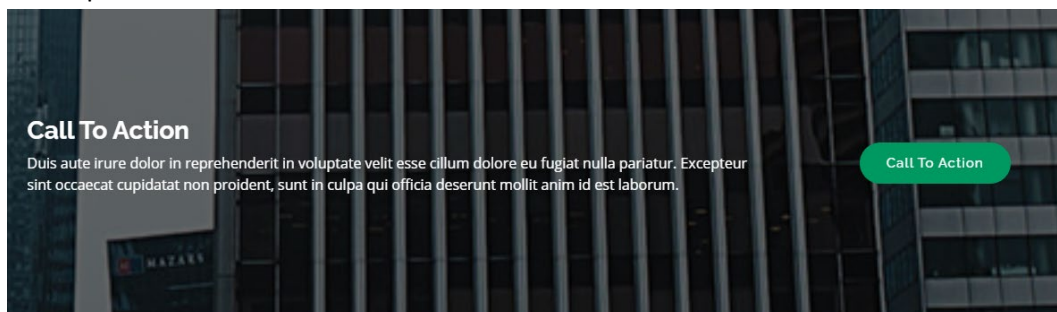 Call To Action
Duis aute irure dolor in reprehenderit in voluptate velit esse cillum dolore eu fugiat nulla pariatur. Excepteur
sint occaecat cupidatat non proident, sunt in culpa qui officia deserunt mollit anim id est laborum.
Call To Action
MAZARS